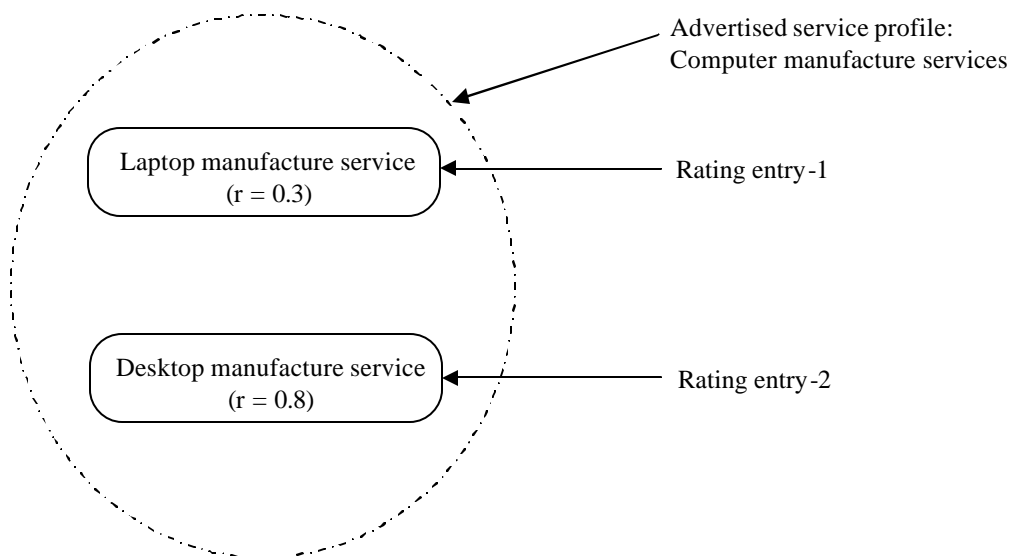 Advertised service profile:
Computer manufacture services
Laptop manufacture service
(r = 0.3)
Rating entry-1
Desktop manufacture service
(r = 0.8)
Rating entry-2